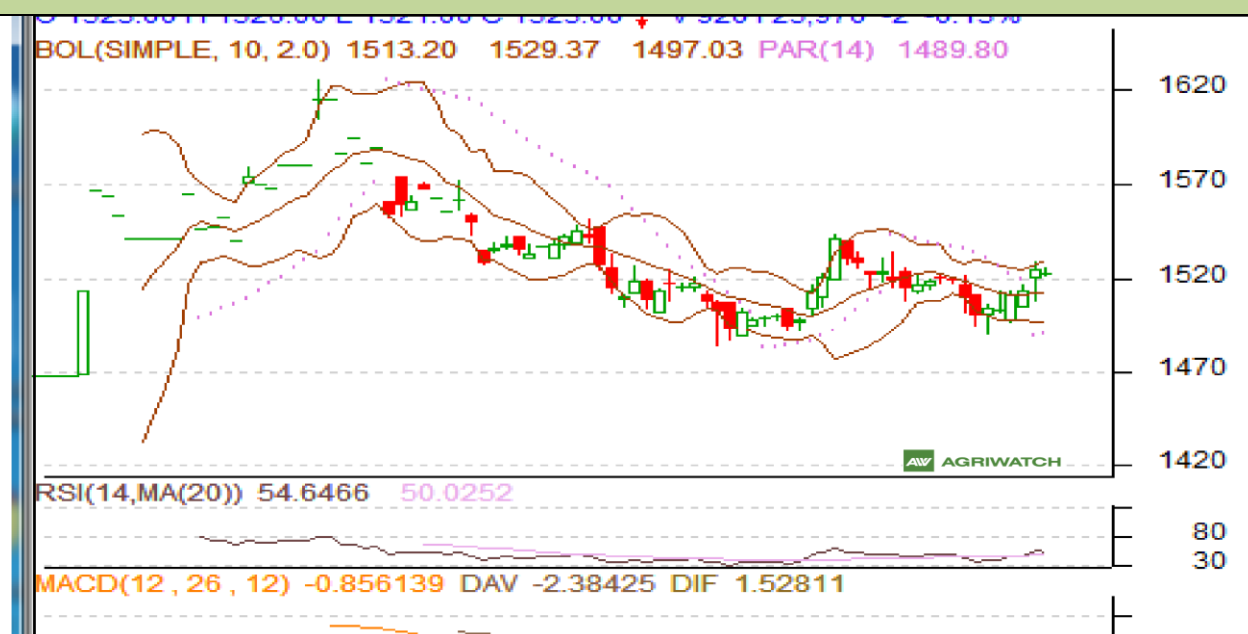 BOL(SIMPLE, 10, 2.0) 1513.20 1529.37 1497.03 PAR(14) 1489.80
1620
1570
1520
1470
AW AGRIWATCH
1420
RSI(14,MA(20)) 54.6466 50.0252
80
30
MACD(12 , 26 , 12) -0.856139 DAV -2.38425 DIF 1.52811